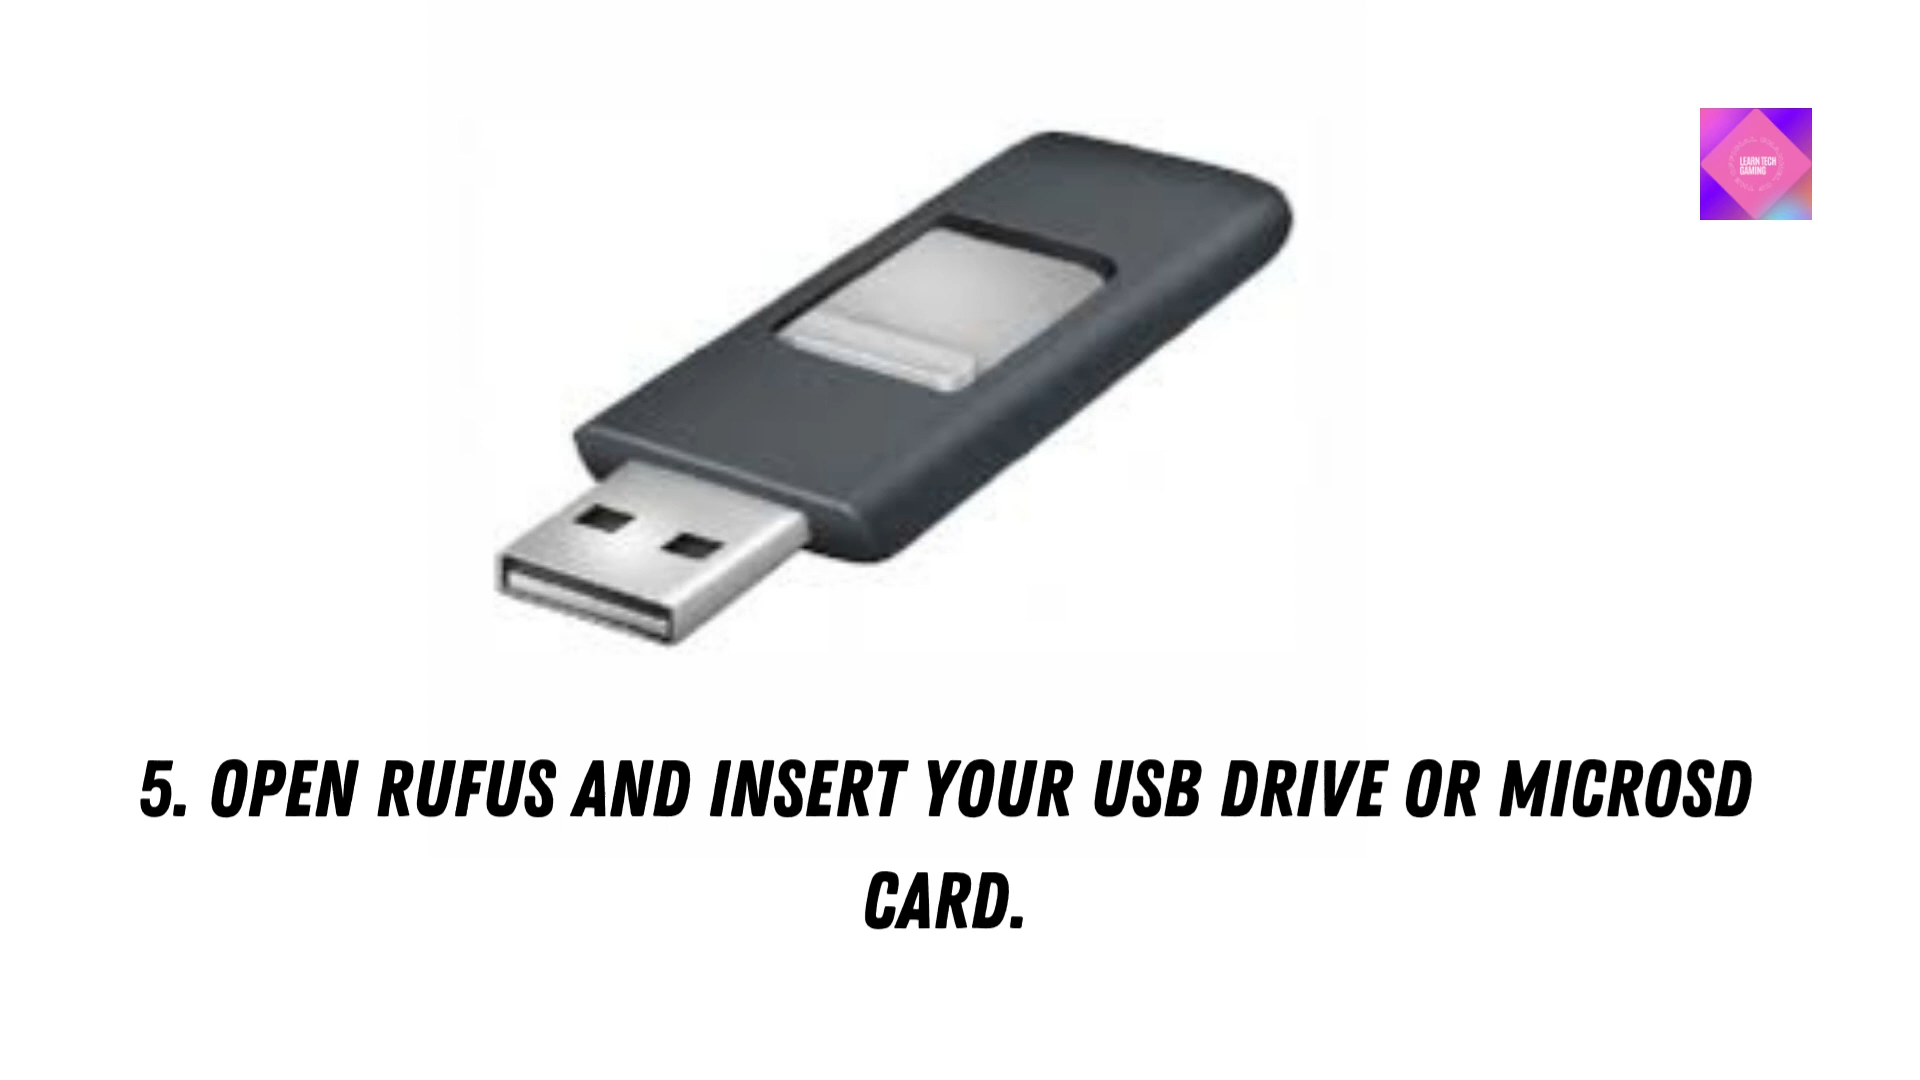 LEARN TECH
GAMING
5. OPEN RUFUS AND INSERT YOUR USB DRIVE OR MICROSD
CARD.